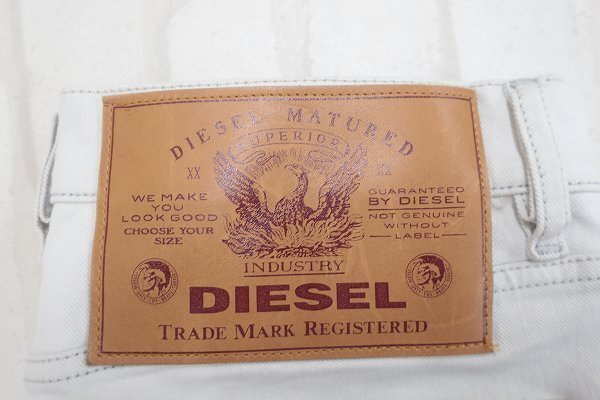 DIESEL MATURED
SUPERIOR
XX XX
WE MAKE
YOU
LOOK GOOD
CHOOSE YOUR
SIZE
GUARANTEED
BY DIESEL
NOT GENUINE
WITHOUT
LABEL
INDUSTRY
DIESEL
TRADE MARK REGISTERED